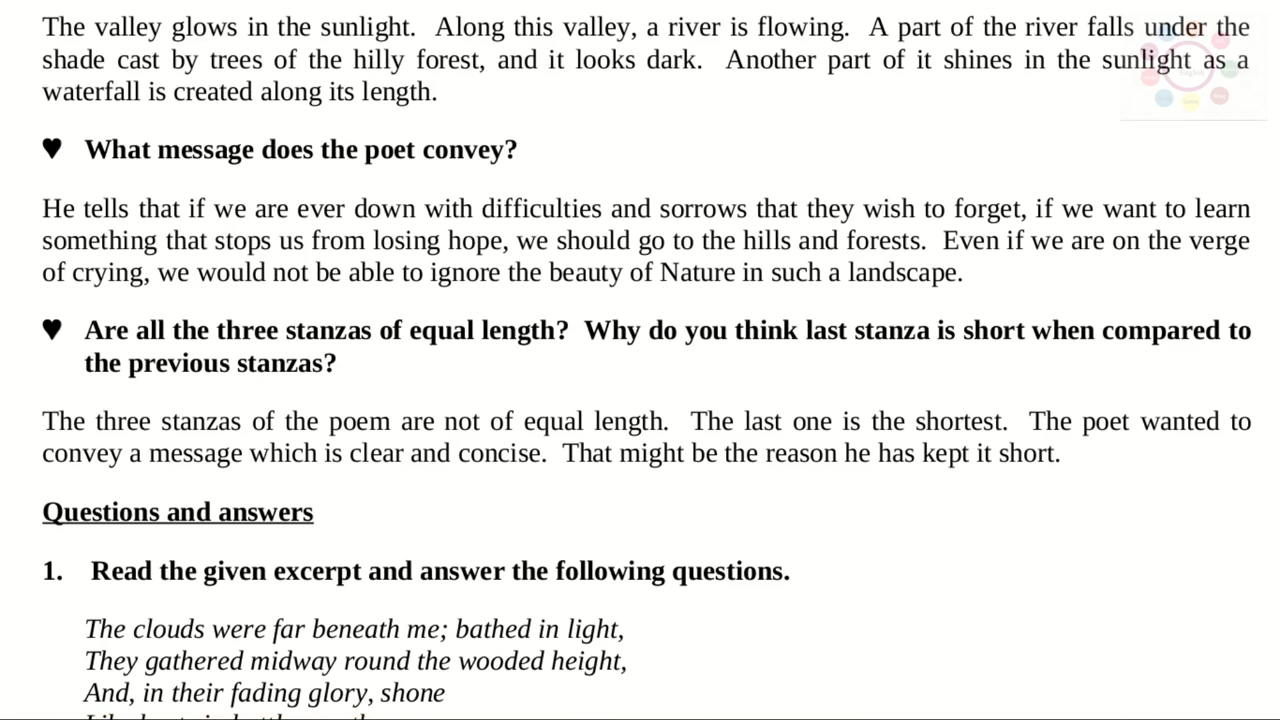 The valley glows in the sunlight. Along this valley, a river is flowing. A part of the river falls under the
shade cast by trees of the hilly forest, and it looks dark. Another part of it shines in the sunlight as a
waterfall is created along its length.
♥ What message does the poet convey?
He tells that if we are ever down with difficulties and sorrows that they wish to forget, if we want to learn
something that stops us from losing hope, we should go to the hills and forests. Even if we are on the verge
of crying, we would not be able to ignore the beauty of Nature in such a landscape.
♥ Are all the three stanzas of equal length? Why do you think last stanza is short when compared to
the previous stanzas?
The three stanzas of the poem are not of equal length. The last one is the shortest. The poet wanted to
convey a message which is clear and concise. That might be the reason he has kept it short.
Questions and answers
1. Read the given excerpt and answer the following questions.
The clouds were far beneath me; bathed in light,
They gathered midway round the wooded height,
And, in their fading glory, shone